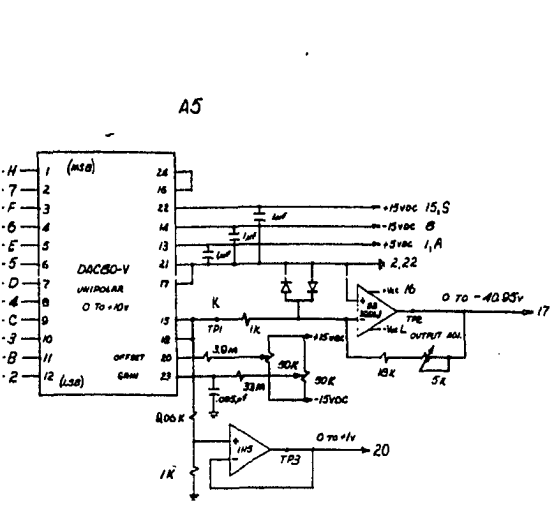 A5
·H 1 (MSB) 24
·7 2 16
·F 3 22 +15VDC 15,S
·6 4 14 1µf -15VDC
·E 5 13 1µf +5VDC 1,A
·5 6 21 1µf 2,22
·D 7 DAC80-V 17
·4 8 UNIPOLAR
·C 9 0 TO +10V 15
·3 10 18
·B 11 OFFSET 20
·2 12 (LSB) GAIN 23
K
TP1
1K
+Vcc 16
-Vcc L
TP2
0 TO -40.95V
17
OUTPUT ADJ.
18K
5K
3.9M
+15VDC
50K
50K
33M
-15VDC
1K
+
-
1H5
TP3
0 TO +1V
20